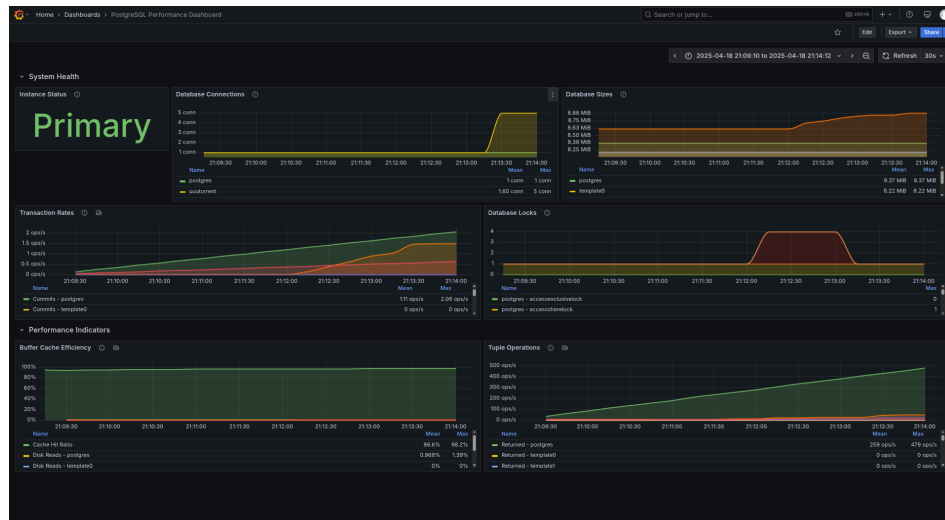 Home › Dashboards › PostgreSQL Performance Dashboard
Search or jump to...
ctrl+k
Edit
Export
Share
2025-04-18 21:09:10 to 2025-04-18 21:14:12
Refresh 30s
System Health
Instance Status
Primary
Database Connections
5 conn
4 conn
3 conn
2 conn
1 conn
21:09:30 21:10:00 21:10:30 21:11:00 21:11:30 21:12:00 21:12:30 21:13:00 21:13:30 21:14:00
Name Mean Max
postgres 1 conn 1 conn
uuutorrent 1.60 conn 5 conn
Database Sizes
8.88 MiB
8.75 MiB
8.63 MiB
8.50 MiB
8.38 MiB
8.25 MiB
21:09:30 21:10:00 21:10:30 21:11:00 21:11:30 21:12:00 21:12:30 21:13:00 21:13:30 21:14:00
Name Mean Max
postgres 8.37 MiB 8.37 MiB
template0 8.22 MiB 8.22 MiB
Transaction Rates
2 ops/s
1.5 ops/s
1 ops/s
0.5 ops/s
0 ops/s
21:09:30 21:10:00 21:10:30 21:11:00 21:11:30 21:12:00 21:12:30 21:13:00 21:13:30 21:14:00
Name Mean Max
Commits - postgres 1.11 ops/s 2.08 ops/s
Commits - template0 0 ops/s 0 ops/s
Database Locks
4
3
2
1
0
21:09:30 21:10:00 21:10:30 21:11:00 21:11:30 21:12:00 21:12:30 21:13:00 21:13:30 21:14:00
Name Max
postgres - accessexclusivelock 0
postgres - accesssharelock 1
Performance Indicators
Buffer Cache Efficiency
100%
80%
60%
40%
20%
0%
21:09:30 21:10:00 21:10:30 21:11:00 21:11:30 21:12:00 21:12:30 21:13:00 21:13:30 21:14:00
Name Mean Max
Cache Hit Ratio 96.6% 98.2%
Disk Reads - postgres 0.968% 1.39%
Disk Reads - template0 0% 0%
Tuple Operations
500 ops/s
400 ops/s
300 ops/s
200 ops/s
100 ops/s
0 ops/s
21:09:30 21:10:00 21:10:30 21:11:00 21:11:30 21:12:00 21:12:30 21:13:00 21:13:30 21:14:00
Name Mean Max
Returned - postgres 259 ops/s 479 ops/s
Returned - template0 0 ops/s 0 ops/s
Returned - template1 0 ops/s 0 ops/s